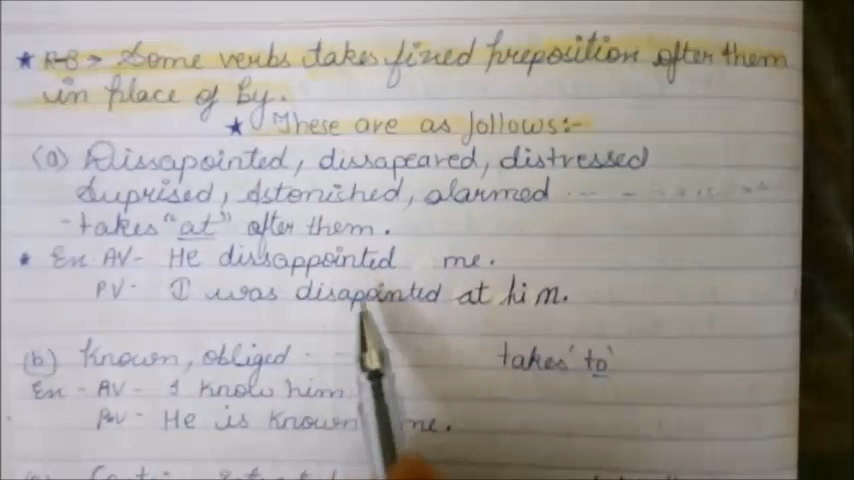 ★ R-8 → Some verbs takes fixed preposition after them
in place of By.
★ These are as follows:-
(a) Dissapointed, dissapeared, distressed
Suprised, Astonished, alarmed
- takes "at" after them.
• Ex AV- He dissappointed me.
PV- I was disapointed at him.
(b) Known, obliged takes 'to'
Ex - AV - I know him
PV - He is known me.